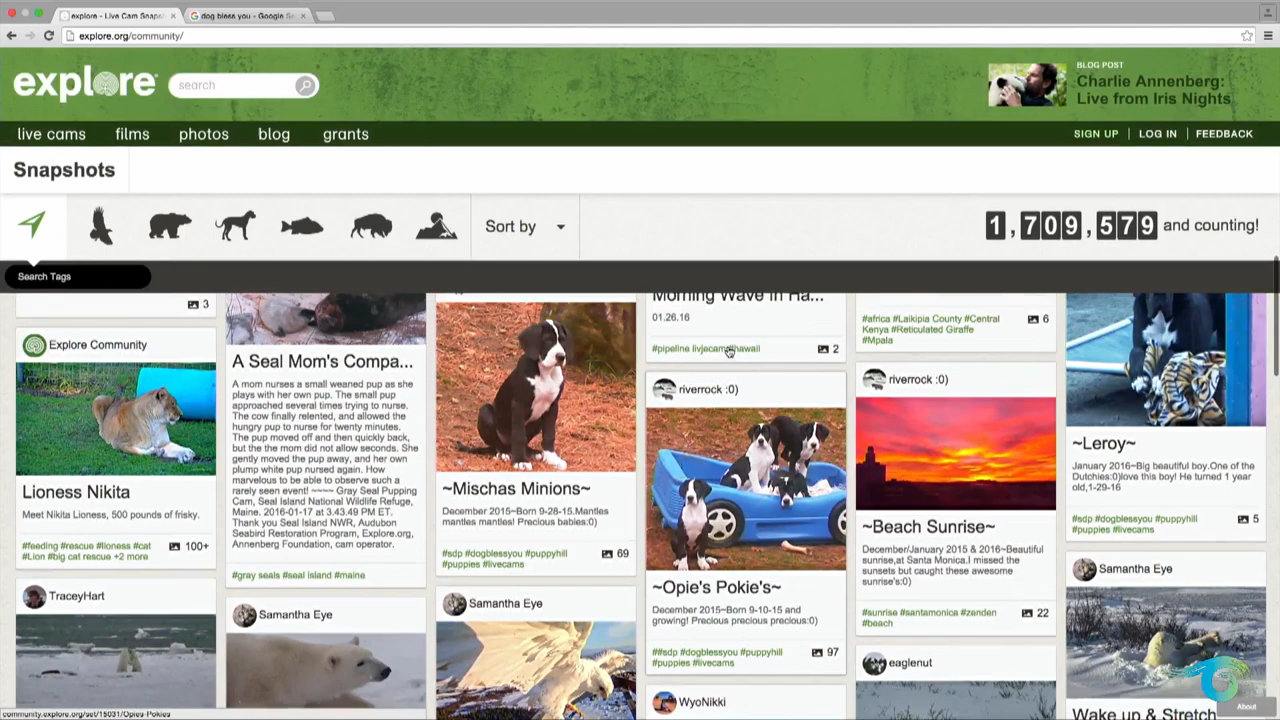 explore - Live Cam Snaps
dog bless you - Google Se
explore.org/community/
explore
search
BLOG POST
Charlie Annenberg:
Live from Iris Nights
live cams
films
photos
blog
grants
SIGN UP
LOG IN
FEEDBACK
Snapshots
Sort by
1,709,579 and counting!
Search Tags
3
Explore Community
Lioness Nikita
Meet Nikita Lioness, 500 pounds of frisky.
#feeding #rescue #lioness #cat
#Lion #big cat rescue +2 more
100+
TraceyHart
A Seal Mom's Compa...
A mom nurses a small weaned pup as she
plays with her own pup. The small pup
approached several times trying to nurse.
The cow finally relented, and allowed the
hungry pup to nurse for twenty minutes.
The pup moved off and then quickly back,
but the the mom did not allow seconds. She
gently moved the pup away, and her own
plump white pup nursed again. How
marvelous to be able to observe such a
rarely seen event! ~~~~ Gray Seal Pupping
Cam, Seal Island National Wildlife Refuge,
Maine. 2016-01-17 at 3.43.49 PM ET.
Thank you Seal Island NWR, Audubon
Seabird Restoration Program, Explore.org,
Annenberg Foundation, cam operator.
#gray seals #seal island #maine
Samantha Eye
~Mischas Minions~
December 2015~Born 9-28-15.Mantles
mantles mantles! Precious babies:0)
#sdp #dogblessyou #puppyhill
#puppies #livecams
69
Samantha Eye
Morning Wave in Ha...
01.26.16
#pipeline livjecam #hawaii
2
riverrock :0)
~Opie's Pokie's~
December 2015~Born 9-10-15 and
growing! Precious precious precious:0)
##sdp #dogblessyou #puppyhill
#puppies #livecams
97
WyoNikki
#africa #Laikipia County #Central
Kenya #Reticulated Giraffe
#Mpala
6
riverrock :0)
~Beach Sunrise~
December/January 2015 & 2016~Beautiful
sunrise,at Santa Monica.I missed the
sunsets but caught these awesome
sunrise's:0)
#sunrise #santamonica #zenden
#beach
22
eaglenut
~Leroy~
January 2016~Big beautiful boy.One of the
Dutchies:0)love this boy! He turned 1 year
old,1-29-16
#sdp #dogblessyou #puppyhill
#puppies #livecams
5
Samantha Eye
Wake up & Stretch
About
community.explore.org/set/15031/Opies-Pokies